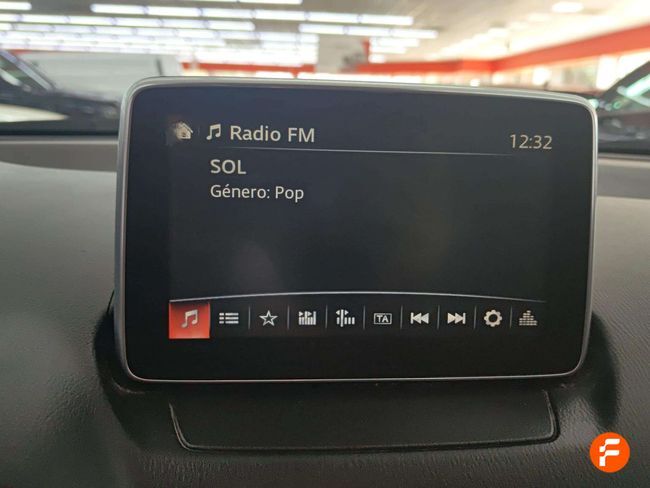 Radio FM
12:32
SOL
Género: Pop
TA